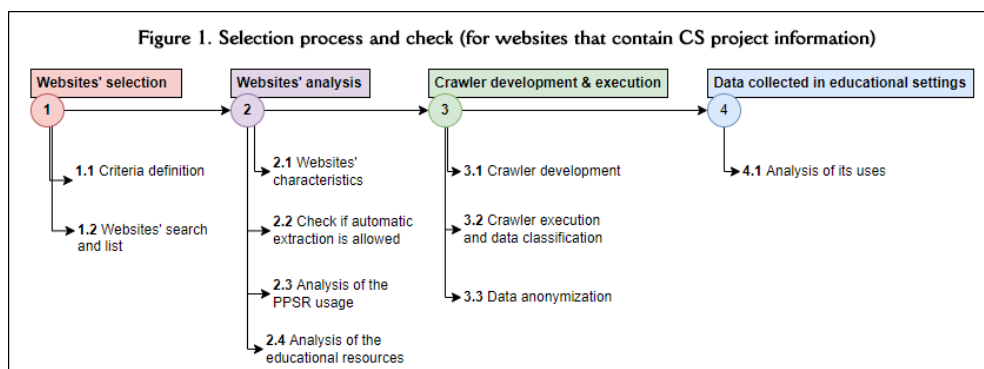 Figure 1. Selection process and check (for websites that contain CS project information)
Websites' selection
1
1.1 Criteria definition
1.2 Websites' search
and list
Websites' analysis
2
2.1 Websites'
characteristics
2.2 Check if automatic
extraction is allowed
2.3 Analysis of the
PPSR usage
2.4 Analysis of the
educational resources
Crawler development & execution
3
3.1 Crawler development
3.2 Crawler execution
and data classification
3.3 Data anonymization
Data collected in educational settings
4
4.1 Analysis of its uses